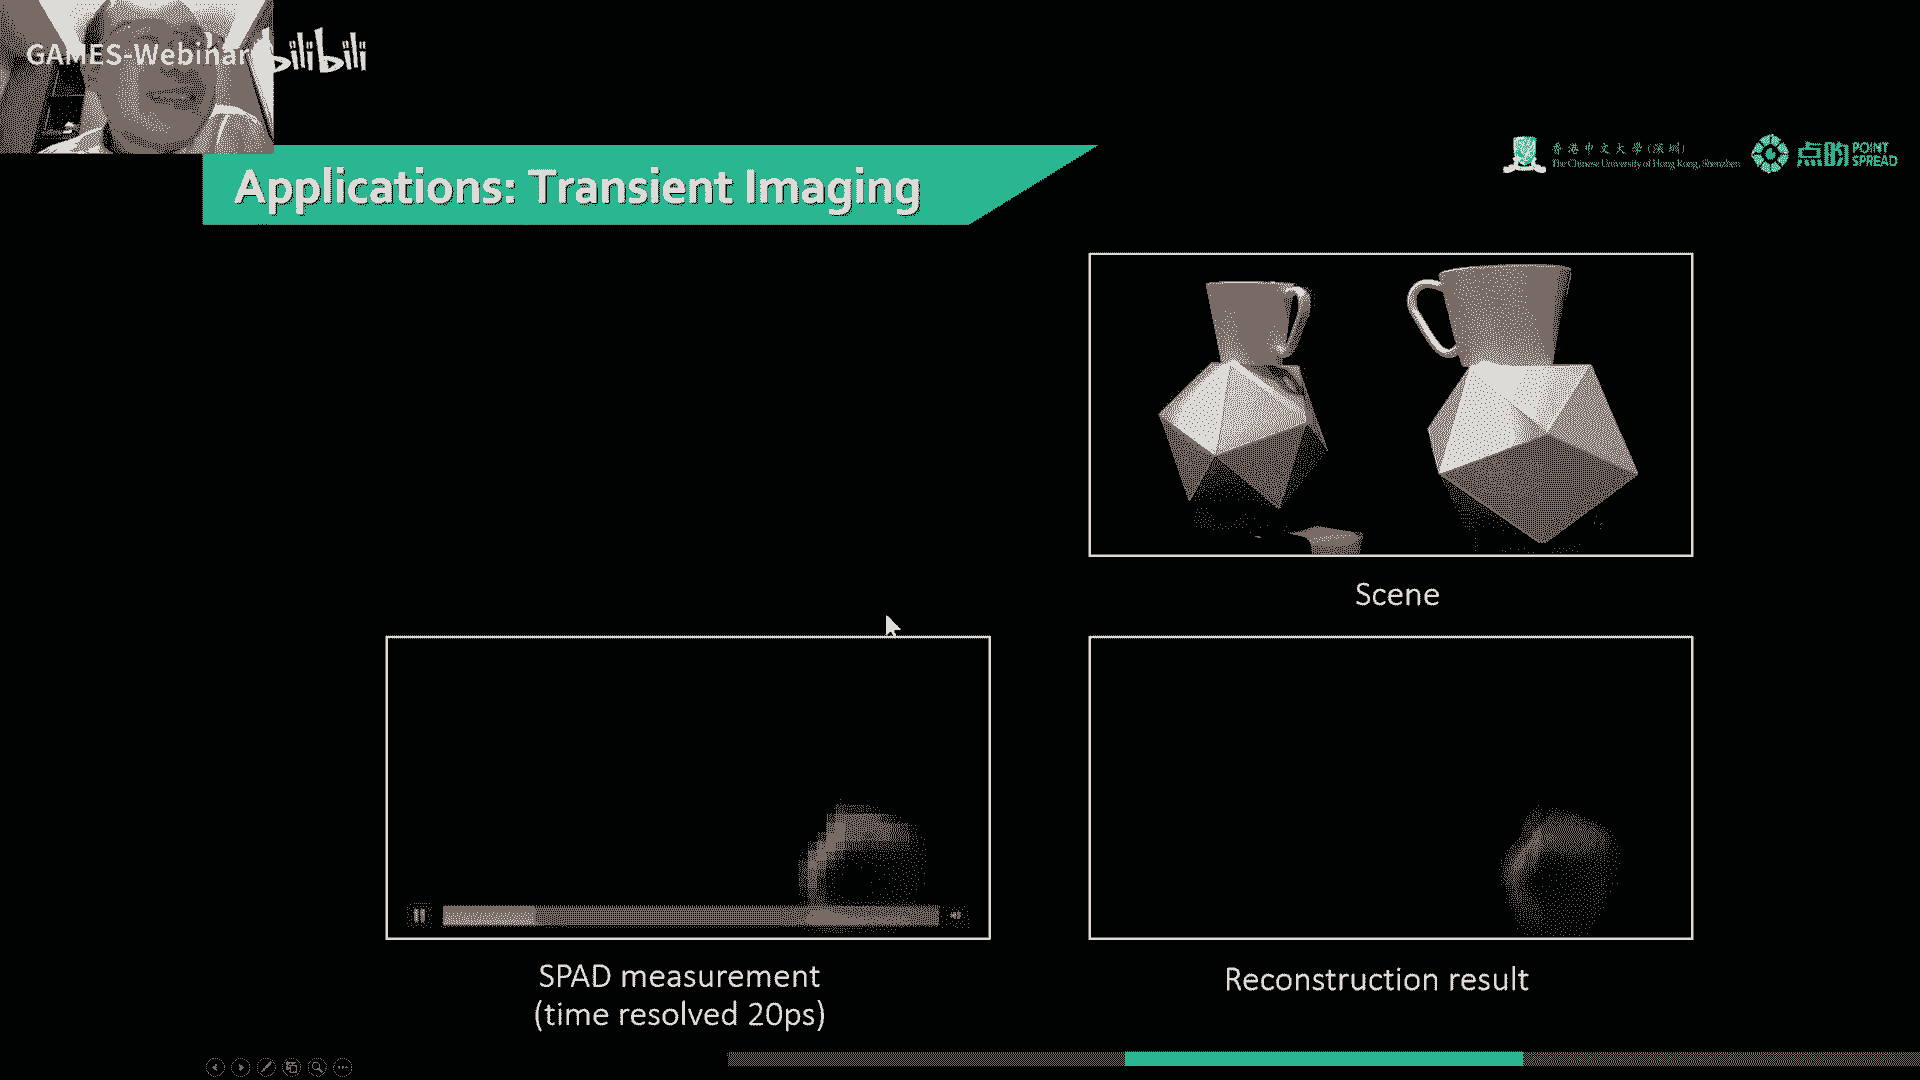 GAMES-Webinar
bilibili
香港中文大學(深圳)
The Chinese University of Hong Kong, Shenzhen
点昀 POINT SPREAD
Applications: Transient Imaging
Scene
SPAD measurement
(time resolved 20ps)
Reconstruction result